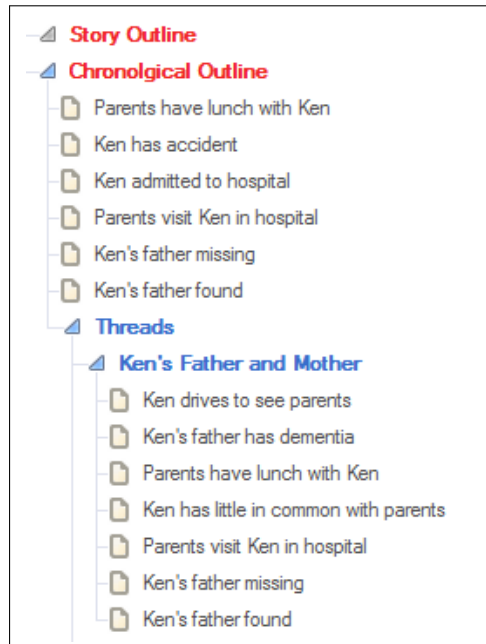 Story Outline
Chronolgical Outline
Parents have lunch with Ken
Ken has accident
Ken admitted to hospital
Parents visit Ken in hospital
Ken's father missing
Ken's father found
Threads
Ken's Father and Mother
Ken drives to see parents
Ken's father has dementia
Parents have lunch with Ken
Ken has little in common with parents
Parents visit Ken in hospital
Ken's father missing
Ken's father found